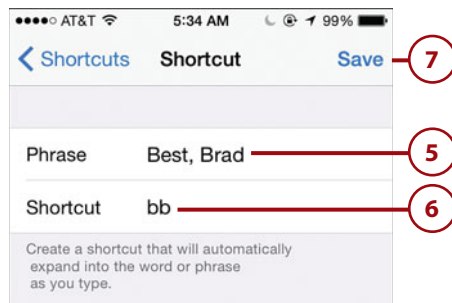 AT&T 5:34 AM 99%
Shortcuts Shortcut Save 7
Phrase Best, Brad 5
Shortcut bb 6
Create a shortcut that will automatically
expand into the word or phrase
as you type.